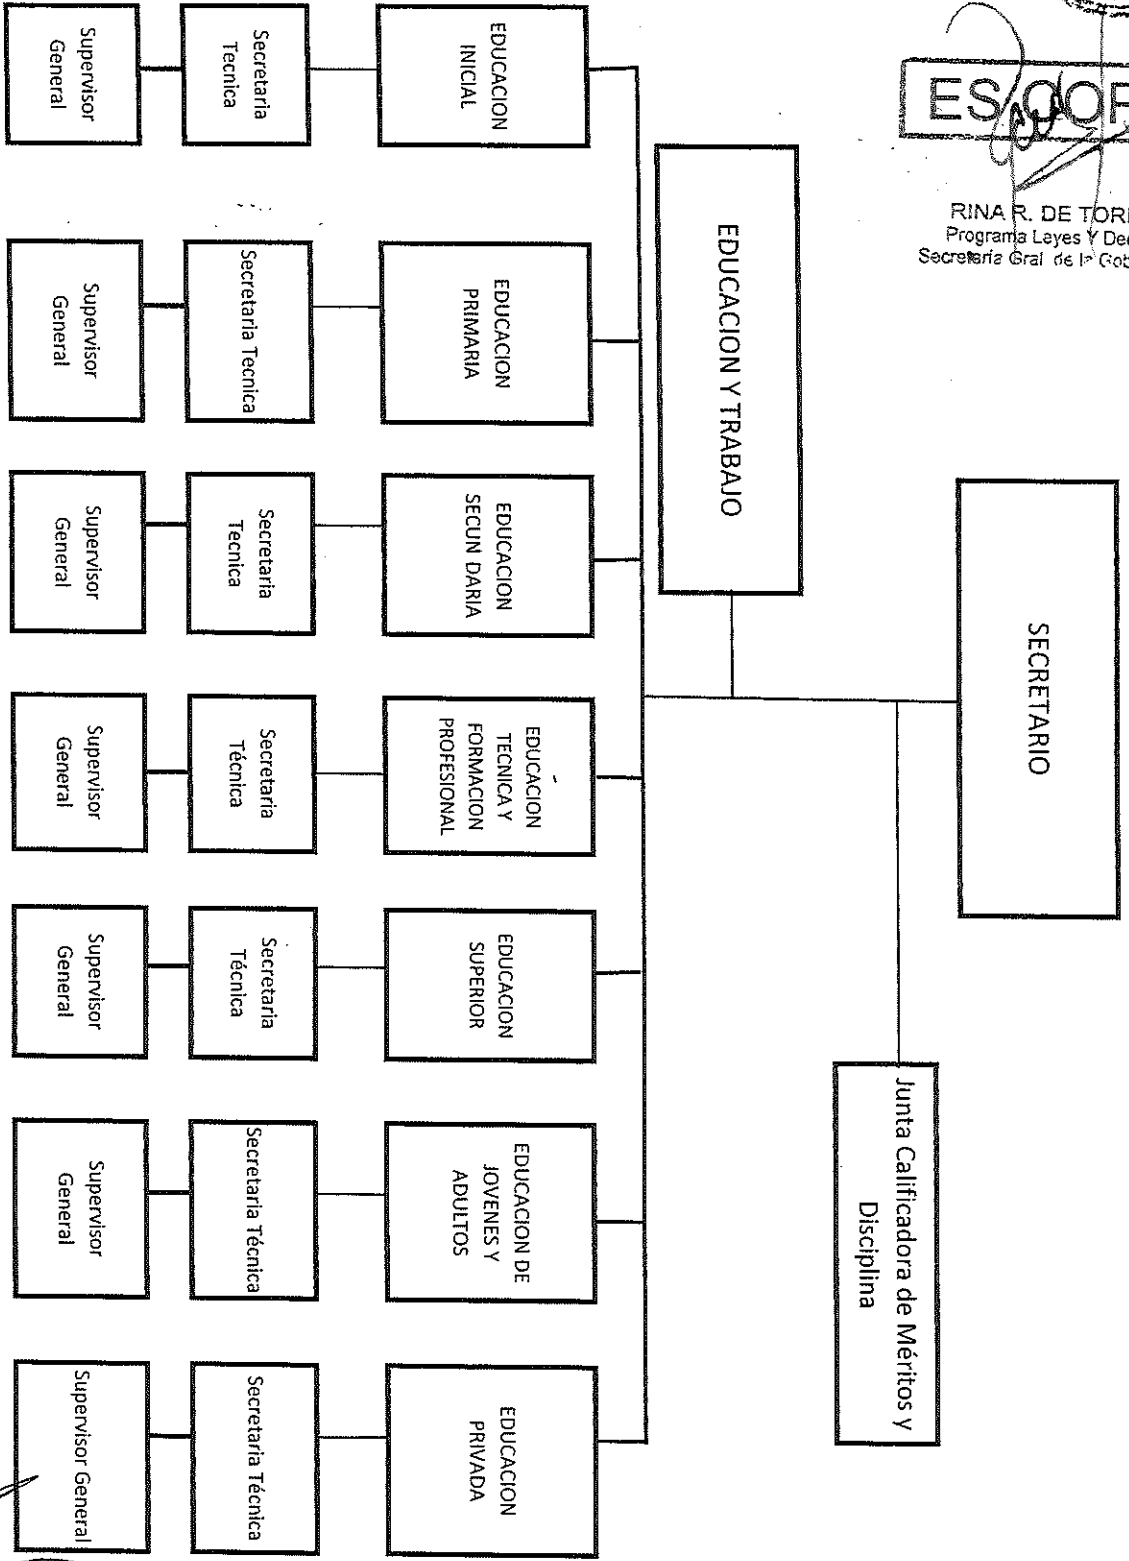 SECRETARIO
Junta Calificadora de Méritos y
Disciplina
EDUCACION Y TRABAJO
EDUCACION
INICIAL
EDUCACION
PRIMARIA
EDUCACION
SECUN DARIA
EDUCACION
TECNICA Y
FORMACION
PROFESIONAL
EDUCACION
SUPERIOR
EDUCACION DE
JOVENES Y
ADULTOS
EDUCACION
PRIVADA
Secretaria
Tecnica
Secretaria Tecnica
Secretaria
Tecnica
Secretaria
Técnica
Secretaria
Técnica
Secretaria Técnica
Secretaria Técnica
Supervisor
General
Supervisor
General
Supervisor
General
Supervisor
General
Supervisor
General
Supervisor
General
Supervisor General
ES COP
RINA R. DE TOR
Programa Leyes Y Dec
Secretaría Gral de la Gob